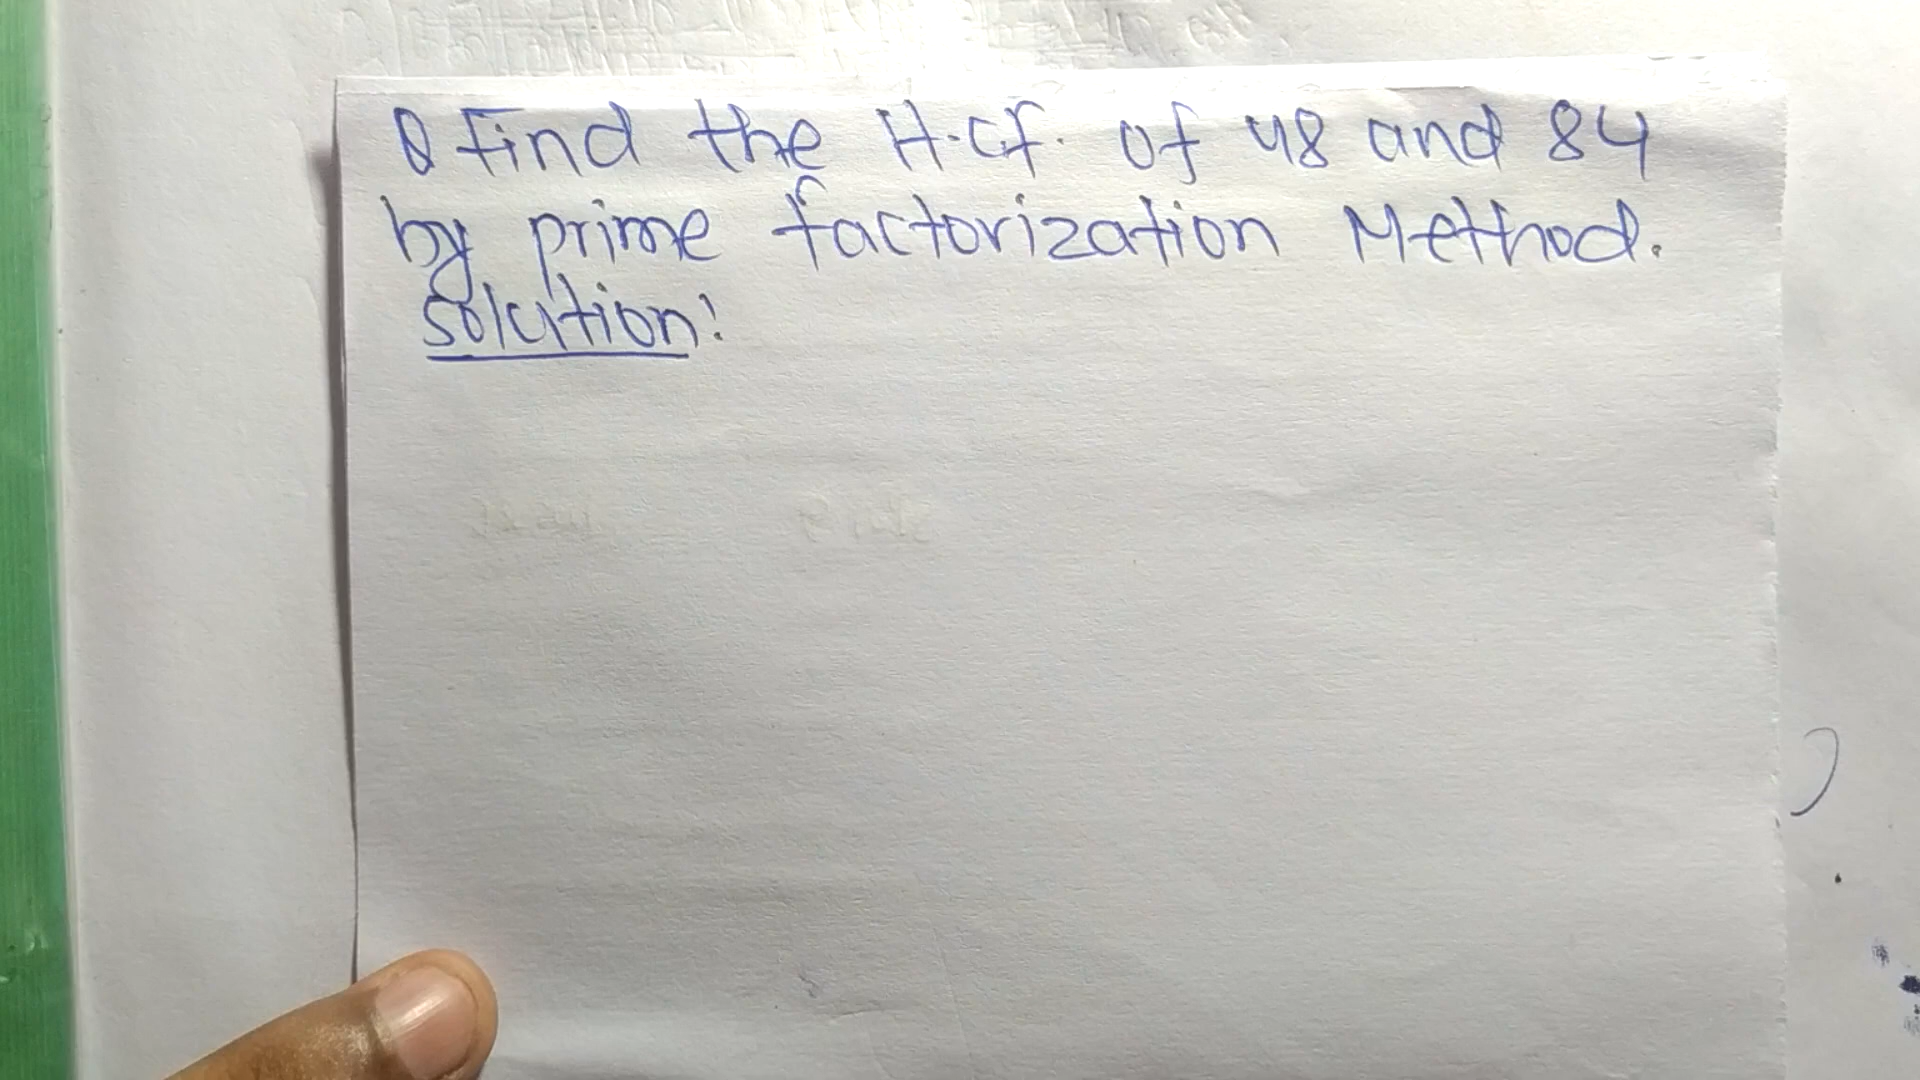 Q Find the H.C.F. of 48 and 84
by prime factorization Method.
Solution: